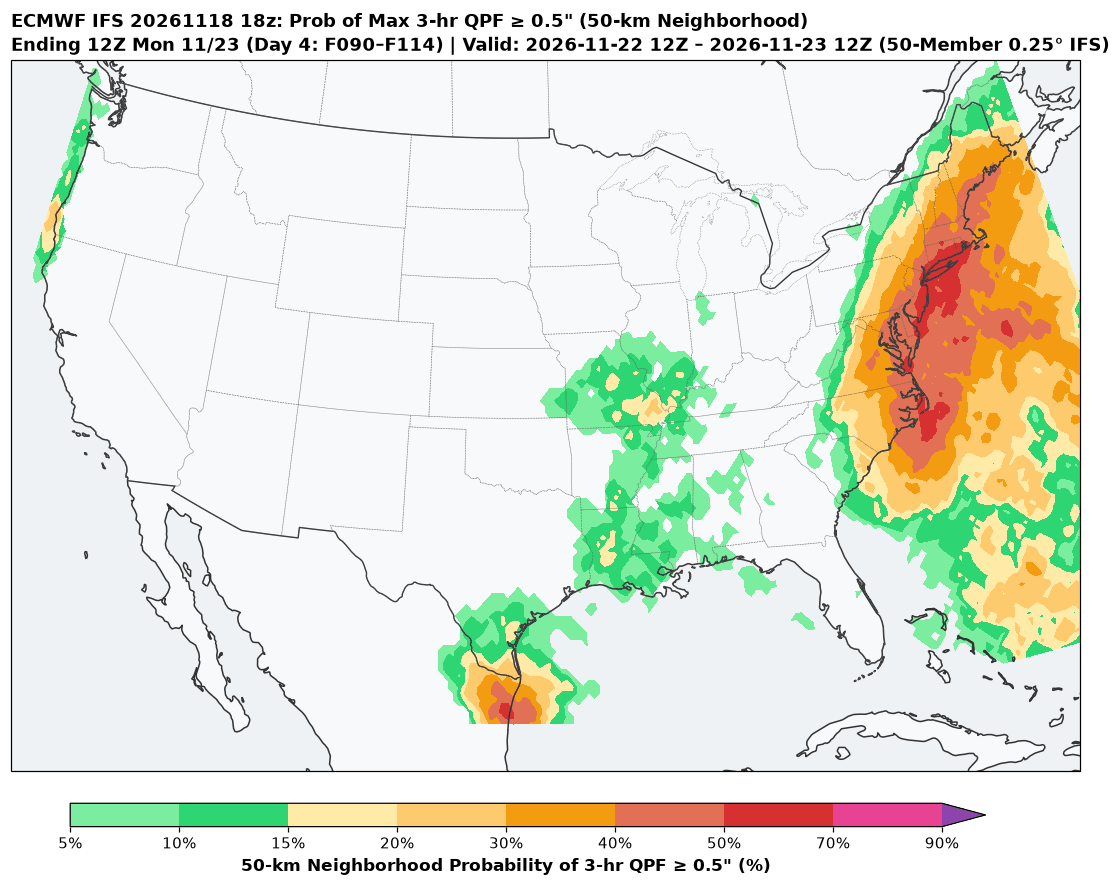 ECMWF IFS 20261118 18z: Prob of Max 3-hr QPF ≥ 0.5" (50-km Neighborhood)
Ending 12Z Mon 11/23 (Day 4: F090–F114) | Valid: 2026-11-22 12Z – 2026-11-23 12Z (50-Member 0.25° IFS)
5% 10% 15% 20% 30% 40% 50% 70% 90%
50-km Neighborhood Probability of 3-hr QPF ≥ 0.5" (%)